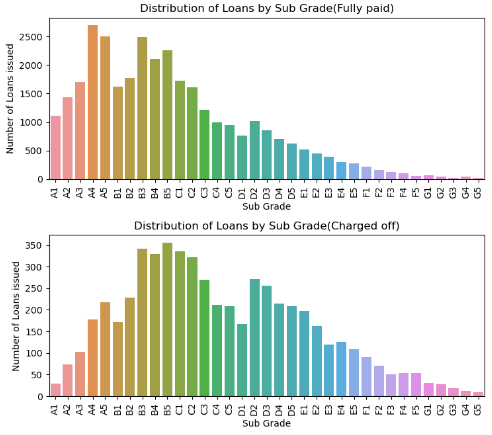 Distribution of Loans by Sub Grade(Fully paid)
Number of Loans issued
2500
2000
1500
1000
500
0
A1 A2 A3 A4 A5 B1 B2 B3 B4 B5 C1 C2 C3 C4 C5 D1 D2 D3 D4 D5 E1 E2 E3 E4 E5 F1 F2 F3 F4 F5 G1 G2 G3 G4 G5
Sub Grade
Distribution of Loans by Sub Grade(Charged off)
Number of Loans issued
350
300
250
200
150
100
50
0
A1 A2 A3 A4 A5 B1 B2 B3 B4 B5 C1 C2 C3 C4 C5 D1 D2 D3 D4 D5 E1 E2 E3 E4 E5 F1 F2 F3 F4 F5 G1 G2 G3 G4 G5
Sub Grade